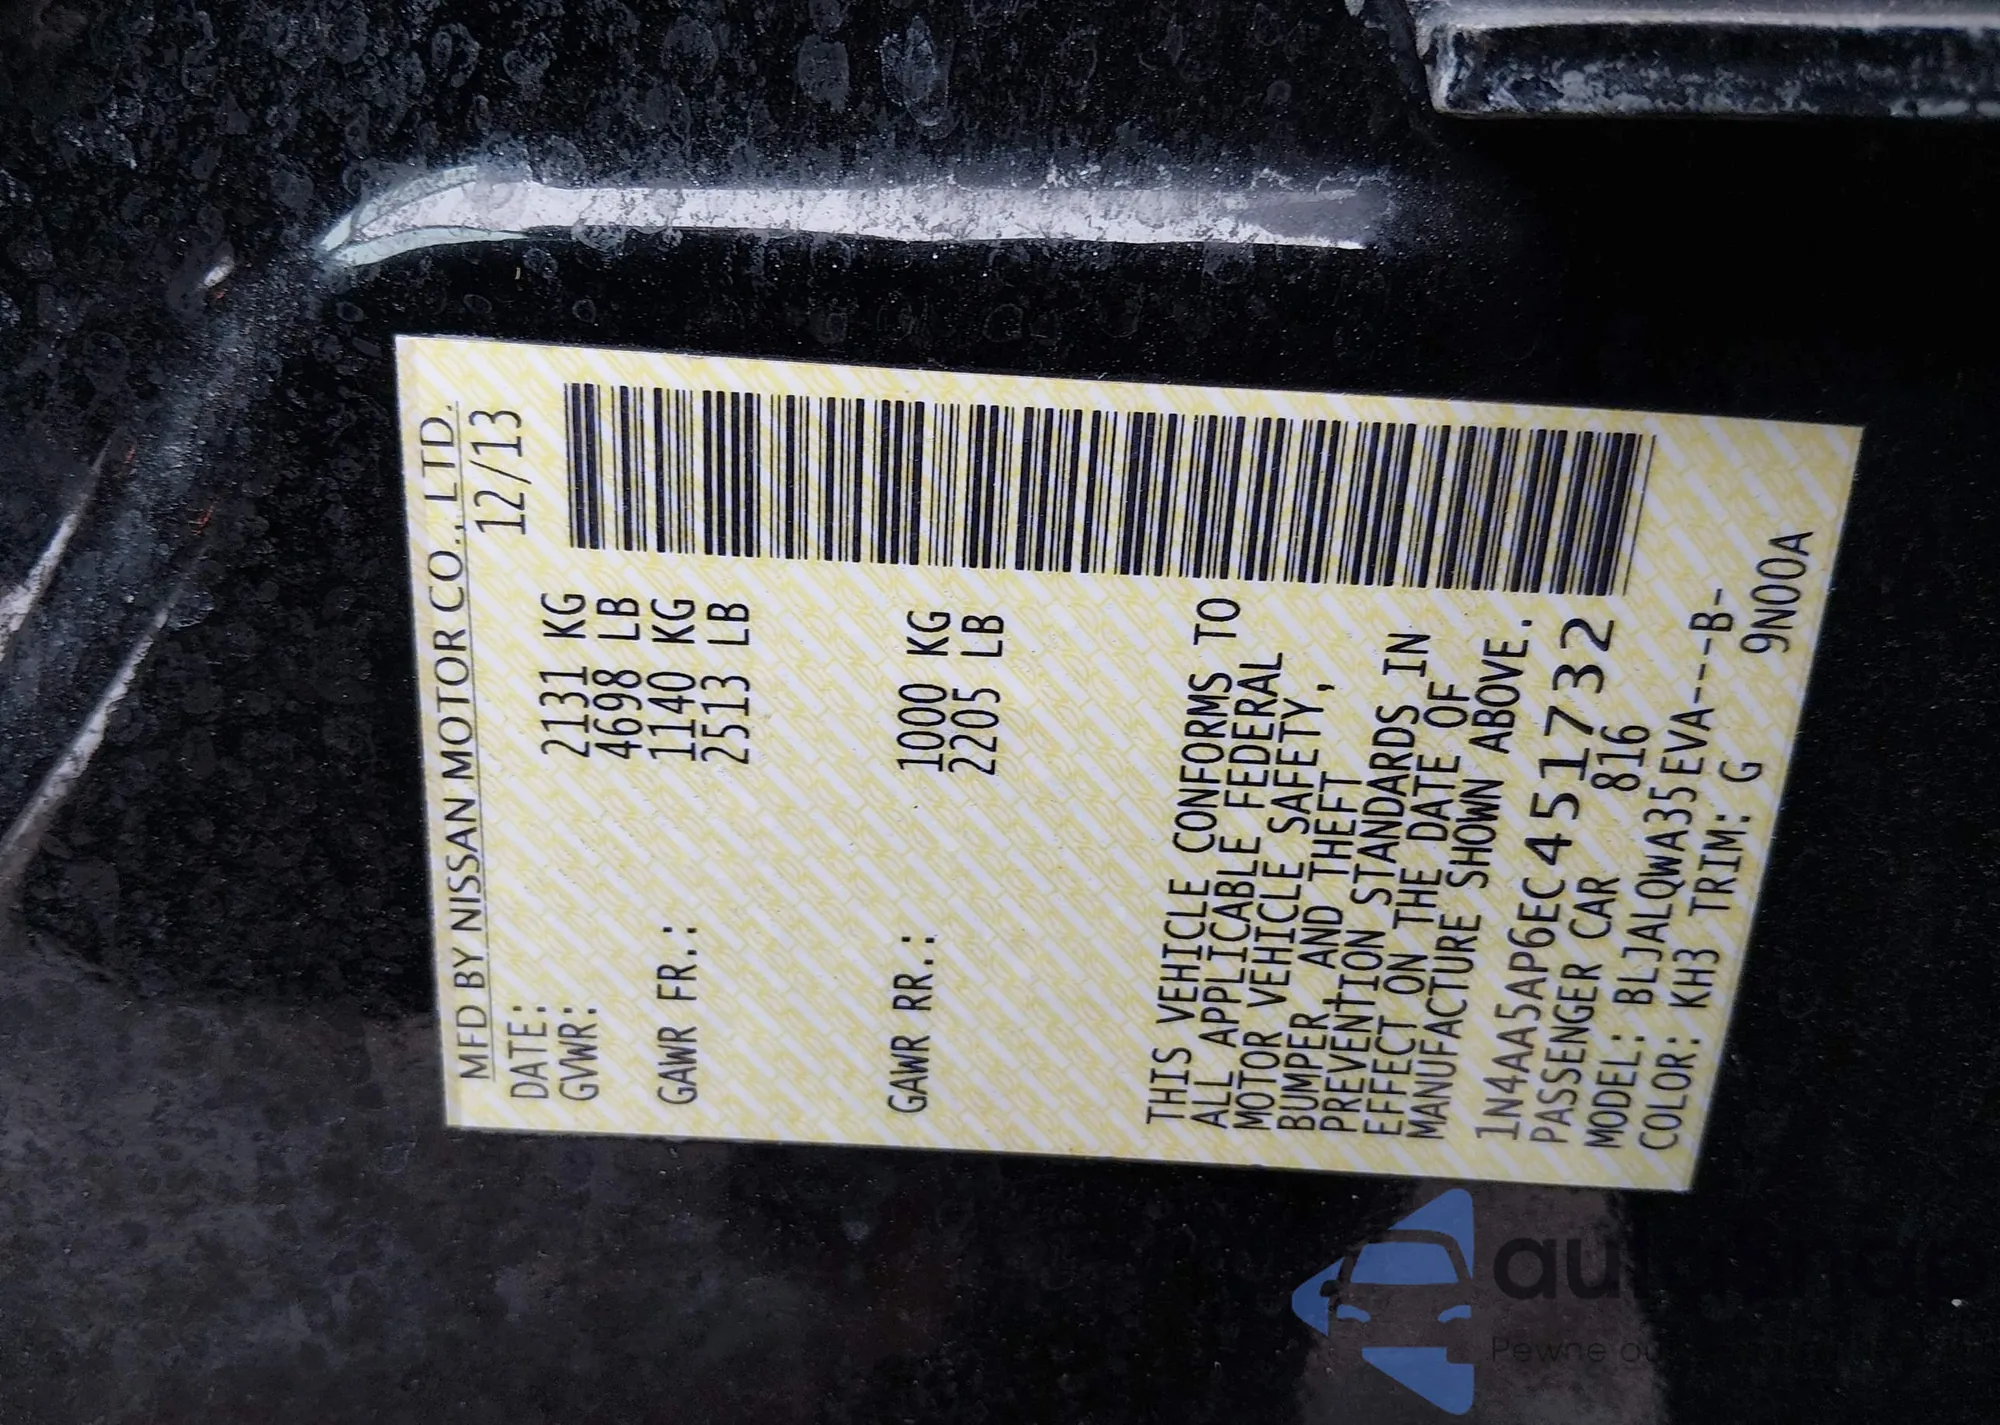 MFD BY NISSAN MOTOR CO., LTD.
DATE: 12/13
GVWR: 2131 KG
4698 LB
GAWR FR.: 1140 KG
2513 LB
GAWR RR.: 1000 KG
2205 LB
THIS VEHICLE CONFORMS TO
ALL APPLICABLE FEDERAL
MOTOR VEHICLE SAFETY,
BUMPER AND THEFT
PREVENTION STANDARDS IN
EFFECT ON THE DATE OF
MANUFACTURE SHOWN ABOVE.
1N4AA5AP6EC451732
PASSENGER CAR 816
MODEL: BLJALQWA35EVA---B-
COLOR: KH3 TRIM: G 9N00A
Pewne